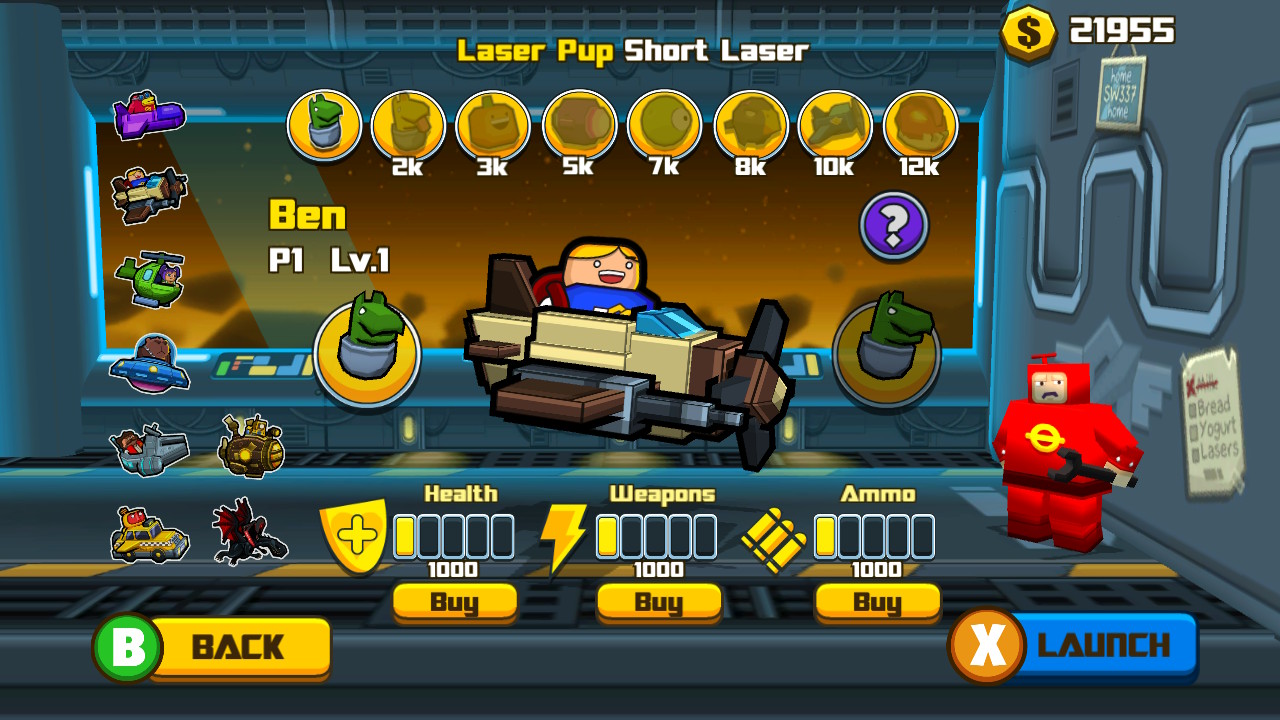 $ 21955
Laser Pup Short Laser
home
SW337
home
2k 3k 5k 7k 8k 10k 12k
Ben
?
P1 Lv.1
Bread
Yogurt
Lasers
Health Weapons Ammo
1000 1000 1000
Buy Buy Buy
B BACK
X LAUNCH